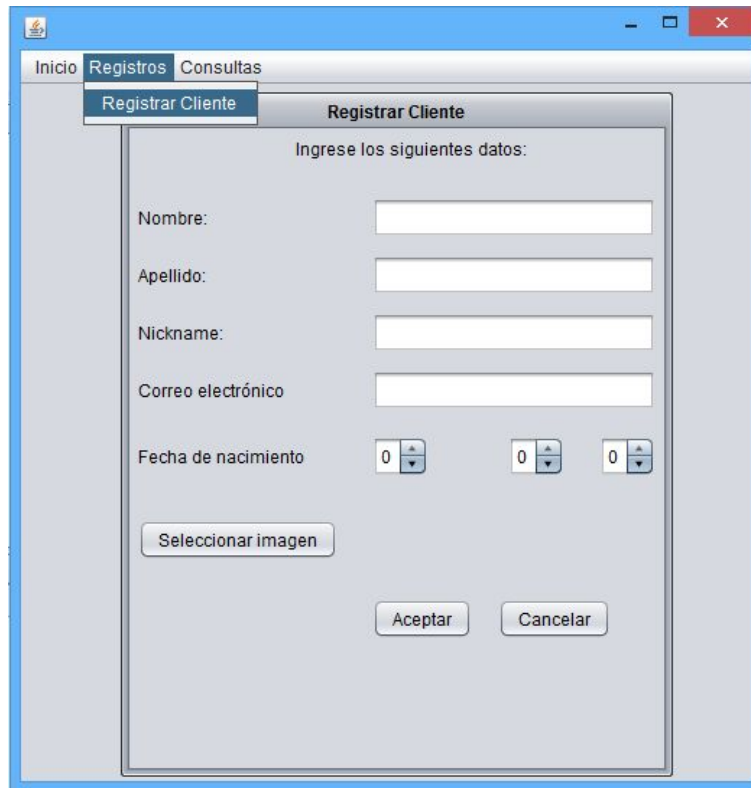 Inicio Registros Consultas
Registrar Cliente
Registrar Cliente
Ingrese los siguientes datos:
Nombre:
Apellido:
Nickname:
Correo electrónico
Fecha de nacimiento 0 0 0
Seleccionar imagen
Aceptar Cancelar